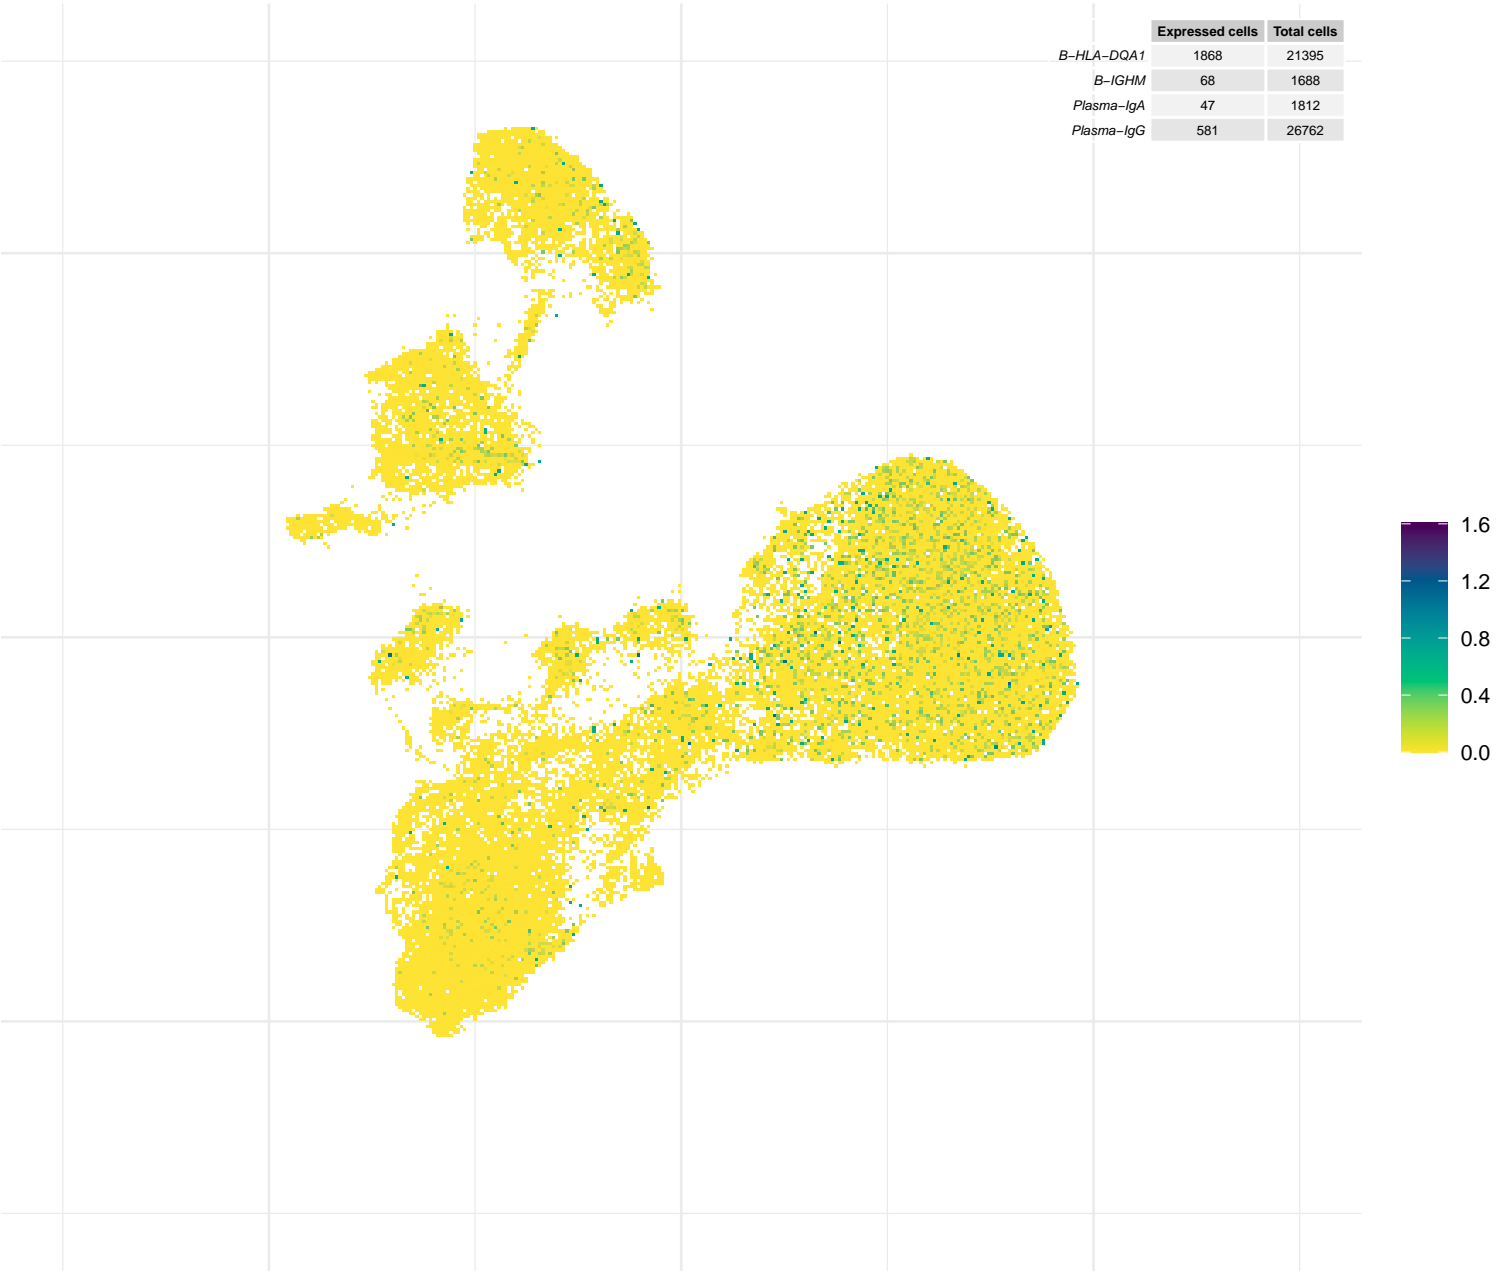 Expressed cells Total cells
B−HLA−DQA1 1868 21395
B−IGHM 68 1688
Plasma−IgA 47 1812
Plasma−IgG 581 26762
1.6
1.2
0.8
0.4
0.0